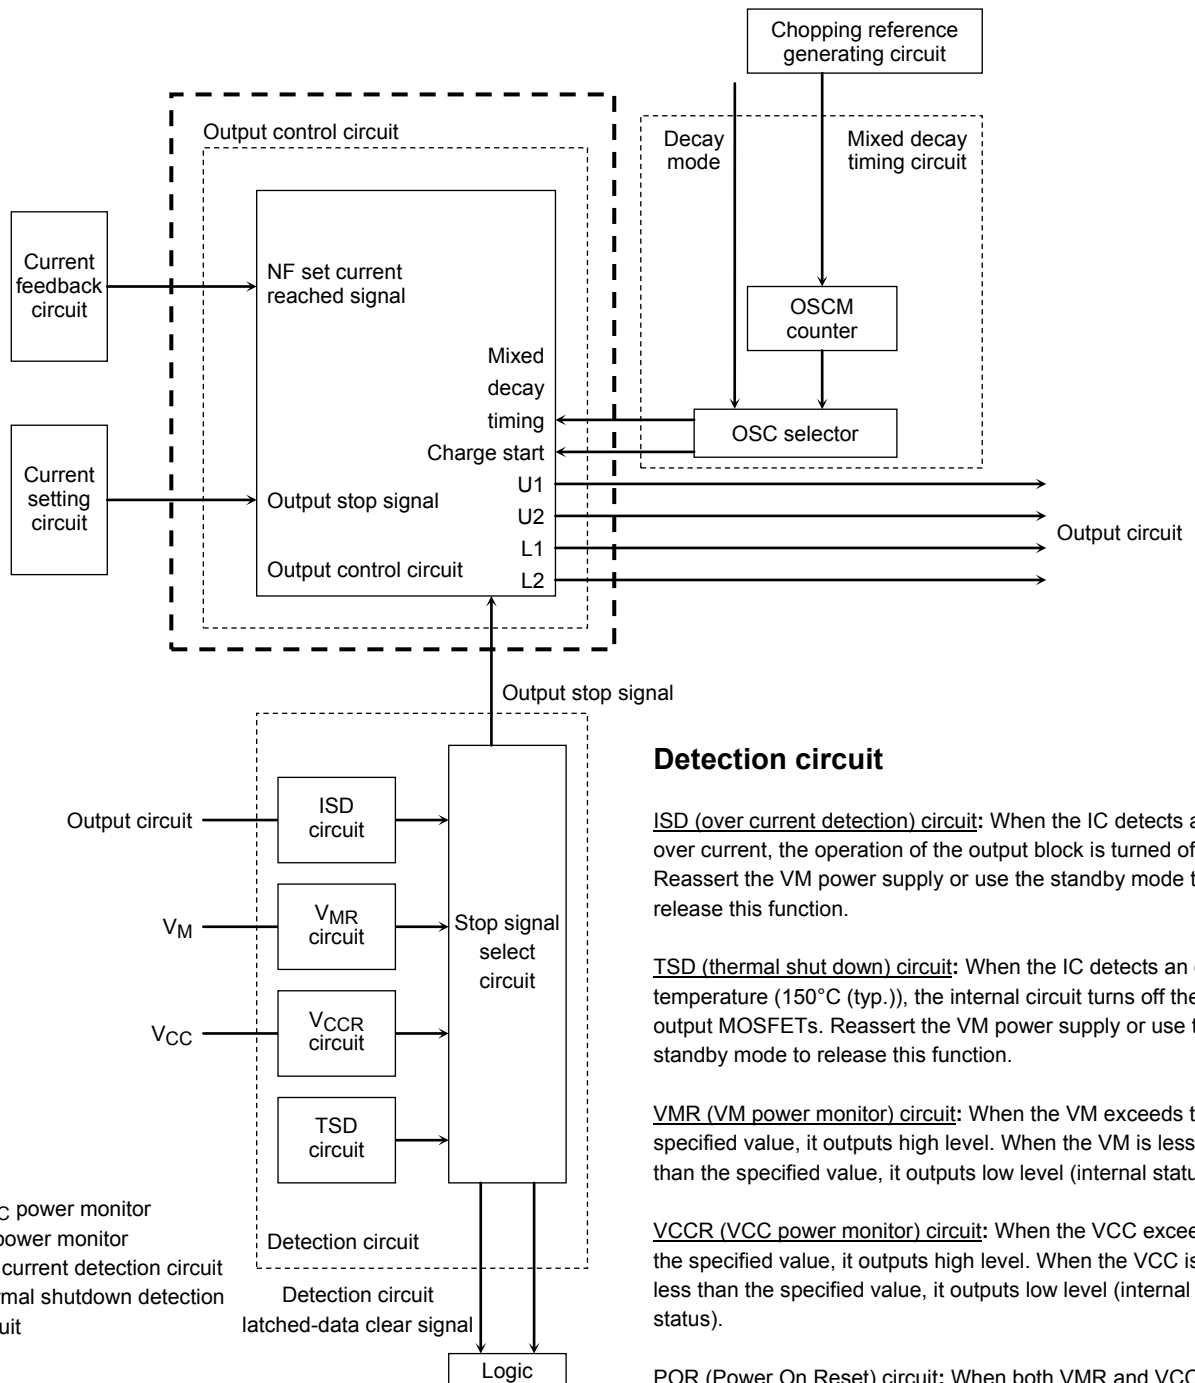 Chopping reference
generating circuit
Output control circuit
Decay
mode
Mixed decay
timing circuit
Current
feedback
circuit
NF set current
reached signal
OSCM
counter
Mixed
decay
timing
Charge start
OSC selector
Current
setting
circuit
Output stop signal
Output control circuit
U1
U2
L1
L2
Output circuit
Output stop signal
Output circuit
ISD
circuit
VM
VMR
circuit
VCC
VCCR
circuit
TSD
circuit
Stop signal
select
circuit
Detection circuit
power monitor
power monitor
current detection circuit
shutdown detection
Detection circuit
latched-data clear signal
Logic
Detection circuit
ISD (over current detection) circuit: When the IC detects
over current, the operation of the output block is turned
Reassert the VM power supply or use the standby mode
release this function.
TSD (thermal shut down) circuit: When the IC detects an
temperature (150°C (typ.)), the internal circuit turns off the
output MOSFETs. Reassert the VM power supply or use
standby mode to release this function.
VMR (VM power monitor) circuit: When the VM exceeds
specified value, it outputs high level. When the VM is less
than the specified value, it outputs low level (internal
VCCR (VCC power monitor) circuit: When the VCC
the specified value, it outputs high level. When the VCC is
less than the specified value, it outputs low level (internal
status).
POR (Power On Reset) circuit: When both VMR and